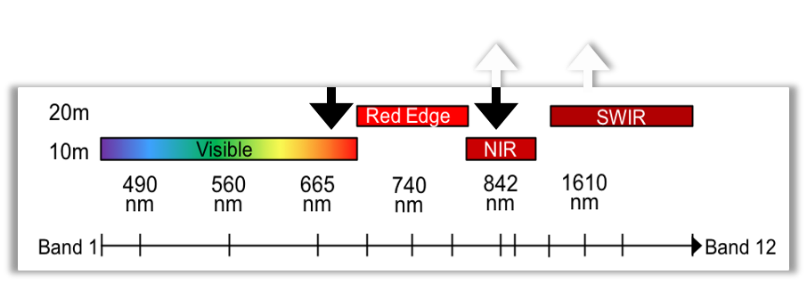 20m Red Edge SWIR
10m Visible NIR
490 nm 560 nm 665 nm 740 nm 842 nm 1610 nm
Band 1 Band 12